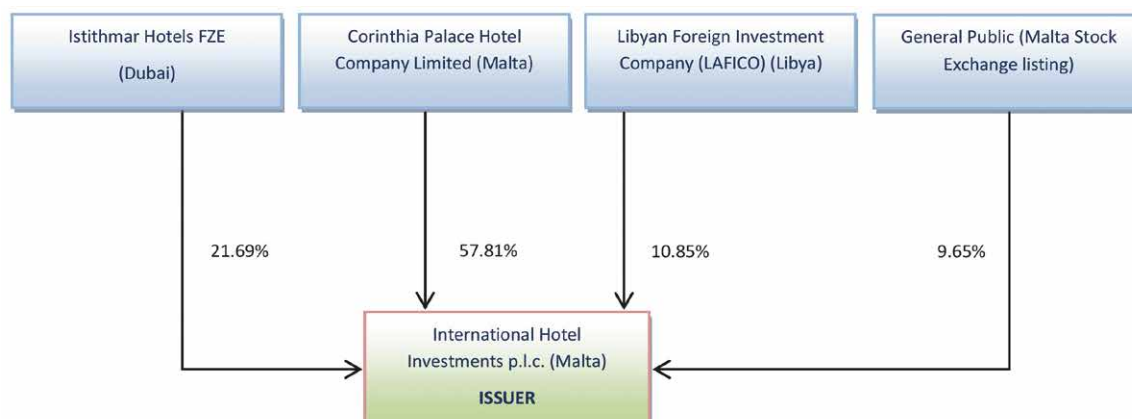 Istithmar Hotels FZE
(Dubai)
Corinthia Palace Hotel
Company Limited (Malta)
Libyan Foreign Investment
Company (LAFICO) (Libya)
General Public (Malta Stock
Exchange listing)
21.69%
57.81%
10.85%
9.65%
International Hotel
Investments p.l.c. (Malta)
ISSUER